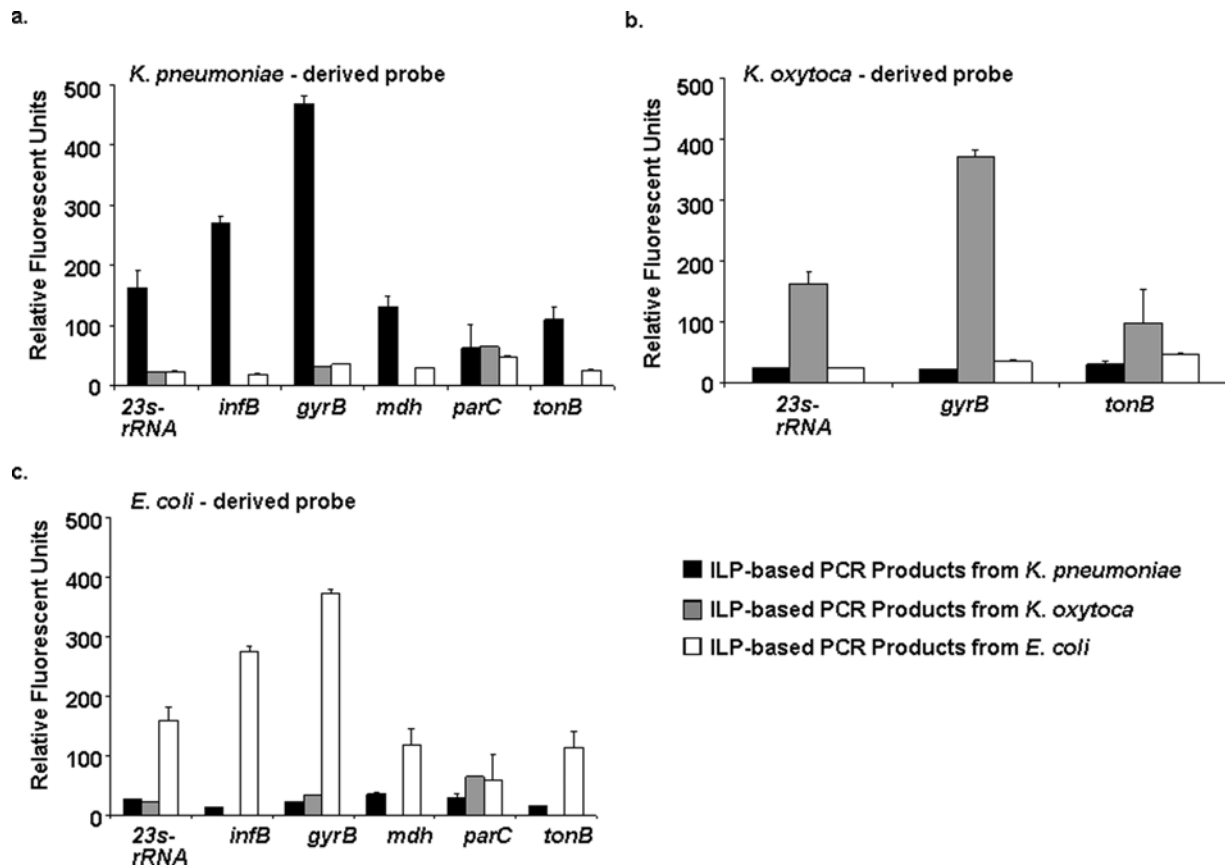 a.
K. pneumoniae - derived probe
Relative Fluorescent Units
500
400
300
200
100
0
23s-rRNA infB gyrB mdh parC tonB
b.
K. oxytoca - derived probe
Relative Fluorescent Units
500
400
300
200
100
0
23s-rRNA gyrB tonB
c.
E. coli - derived probe
Relative Fluorescent Units
500
400
300
200
100
0
23s-rRNA infB gyrB mdh parC tonB
ILP-based PCR Products from K. pneumoniae
ILP-based PCR Products from K. oxytoca
ILP-based PCR Products from E. coli